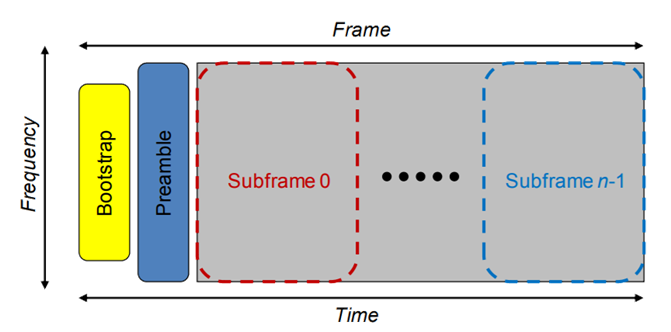 Frame
Frequency
Bootstrap
Preamble
Subframe 0
Subframe n-1
Time